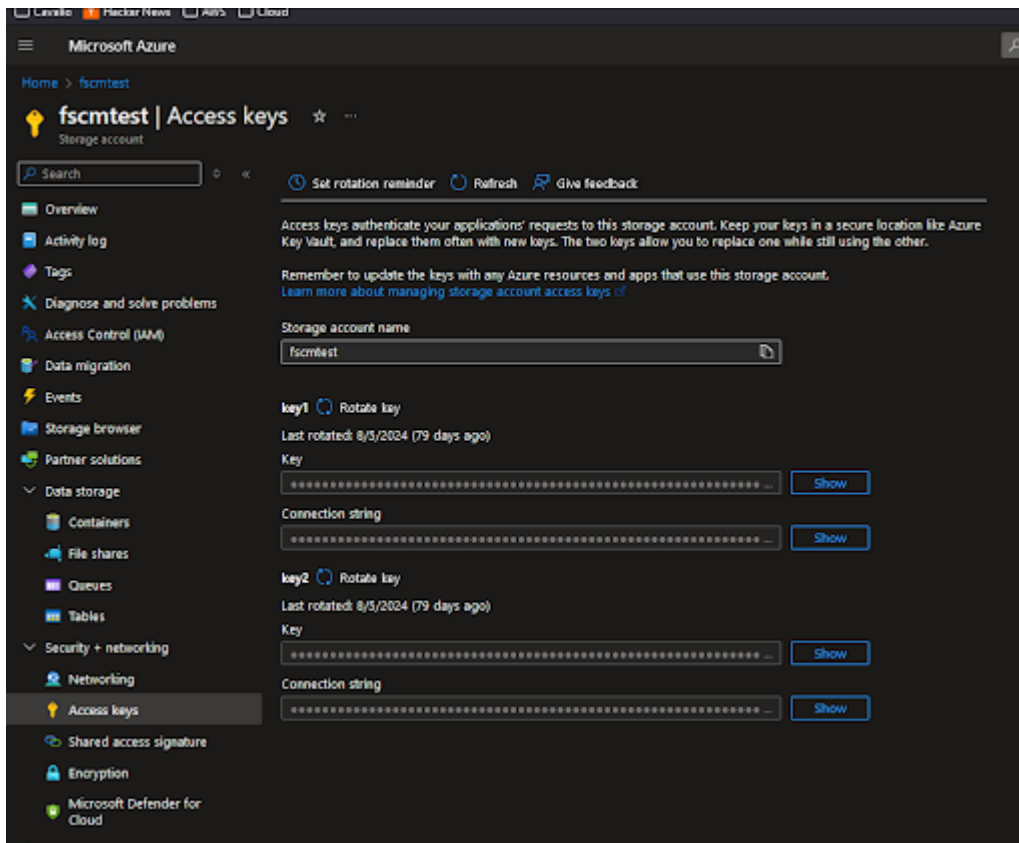 Cavalio Hacker News AWS Cloud
Microsoft Azure
Home > fscmtest
fscmtest | Access keys
Storage account
Search
Set rotation reminder Refresh Give feedback
Overview
Activity log
Tags
Diagnose and solve problems
Access Control (IAM)
Data migration
Events
Storage browser
Partner solutions
Data storage
Containers
File shares
Queues
Tables
Security + networking
Networking
Access keys
Shared access signature
Encryption
Microsoft Defender for
Cloud
Access keys authenticate your applications' requests to this storage account. Keep your keys in a secure location like Azure
Key Vault, and replace them often with new keys. The two keys allow you to replace one while still using the other.
Remember to update the keys with any Azure resources and apps that use this storage account.
Learn more about managing storage account access keys
Storage account name
fscmtest
key1 Rotate key
Last rotated: 8/5/2024 (79 days ago)
Key
Show
Connection string
Show
key2 Rotate key
Last rotated: 8/5/2024 (79 days ago)
Key
Show
Connection string
Show